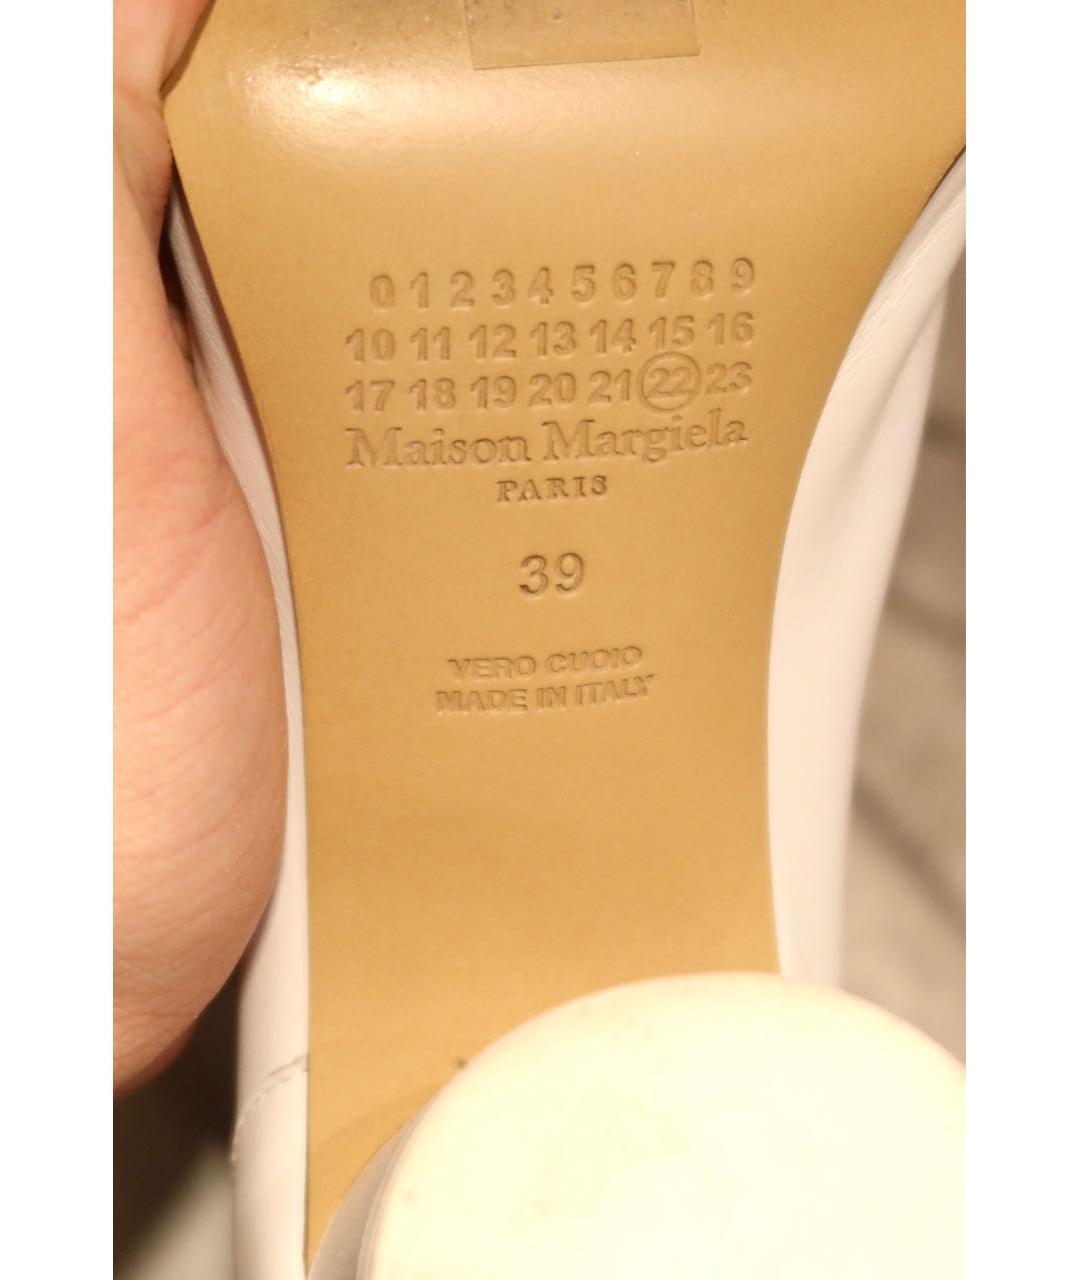 0 1 2 3 4 5 6 7 8 9
10 11 12 13 14 15 16
17 18 19 20 21 22 23
Maison Margiela
PARIS
39
VERO CUOIO
MADE IN ITALY